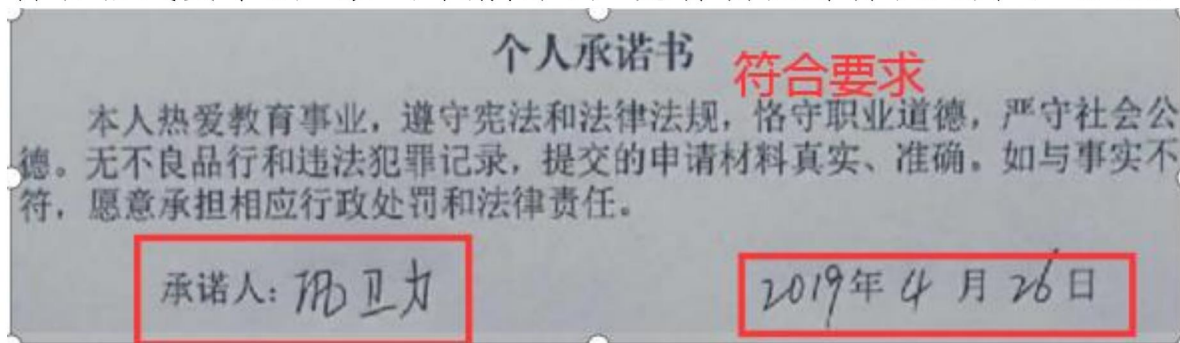 个人承诺书
符合要求
本人热爱教育事业，遵守宪法和法律法规，恪守职业道德，严守社会公
德。无不良品行和违法犯罪记录，提交的申请材料真实、准确。如与事实不
符，愿意承担相应行政处罚和法律责任。
承诺人：卫力
2019年4月26日